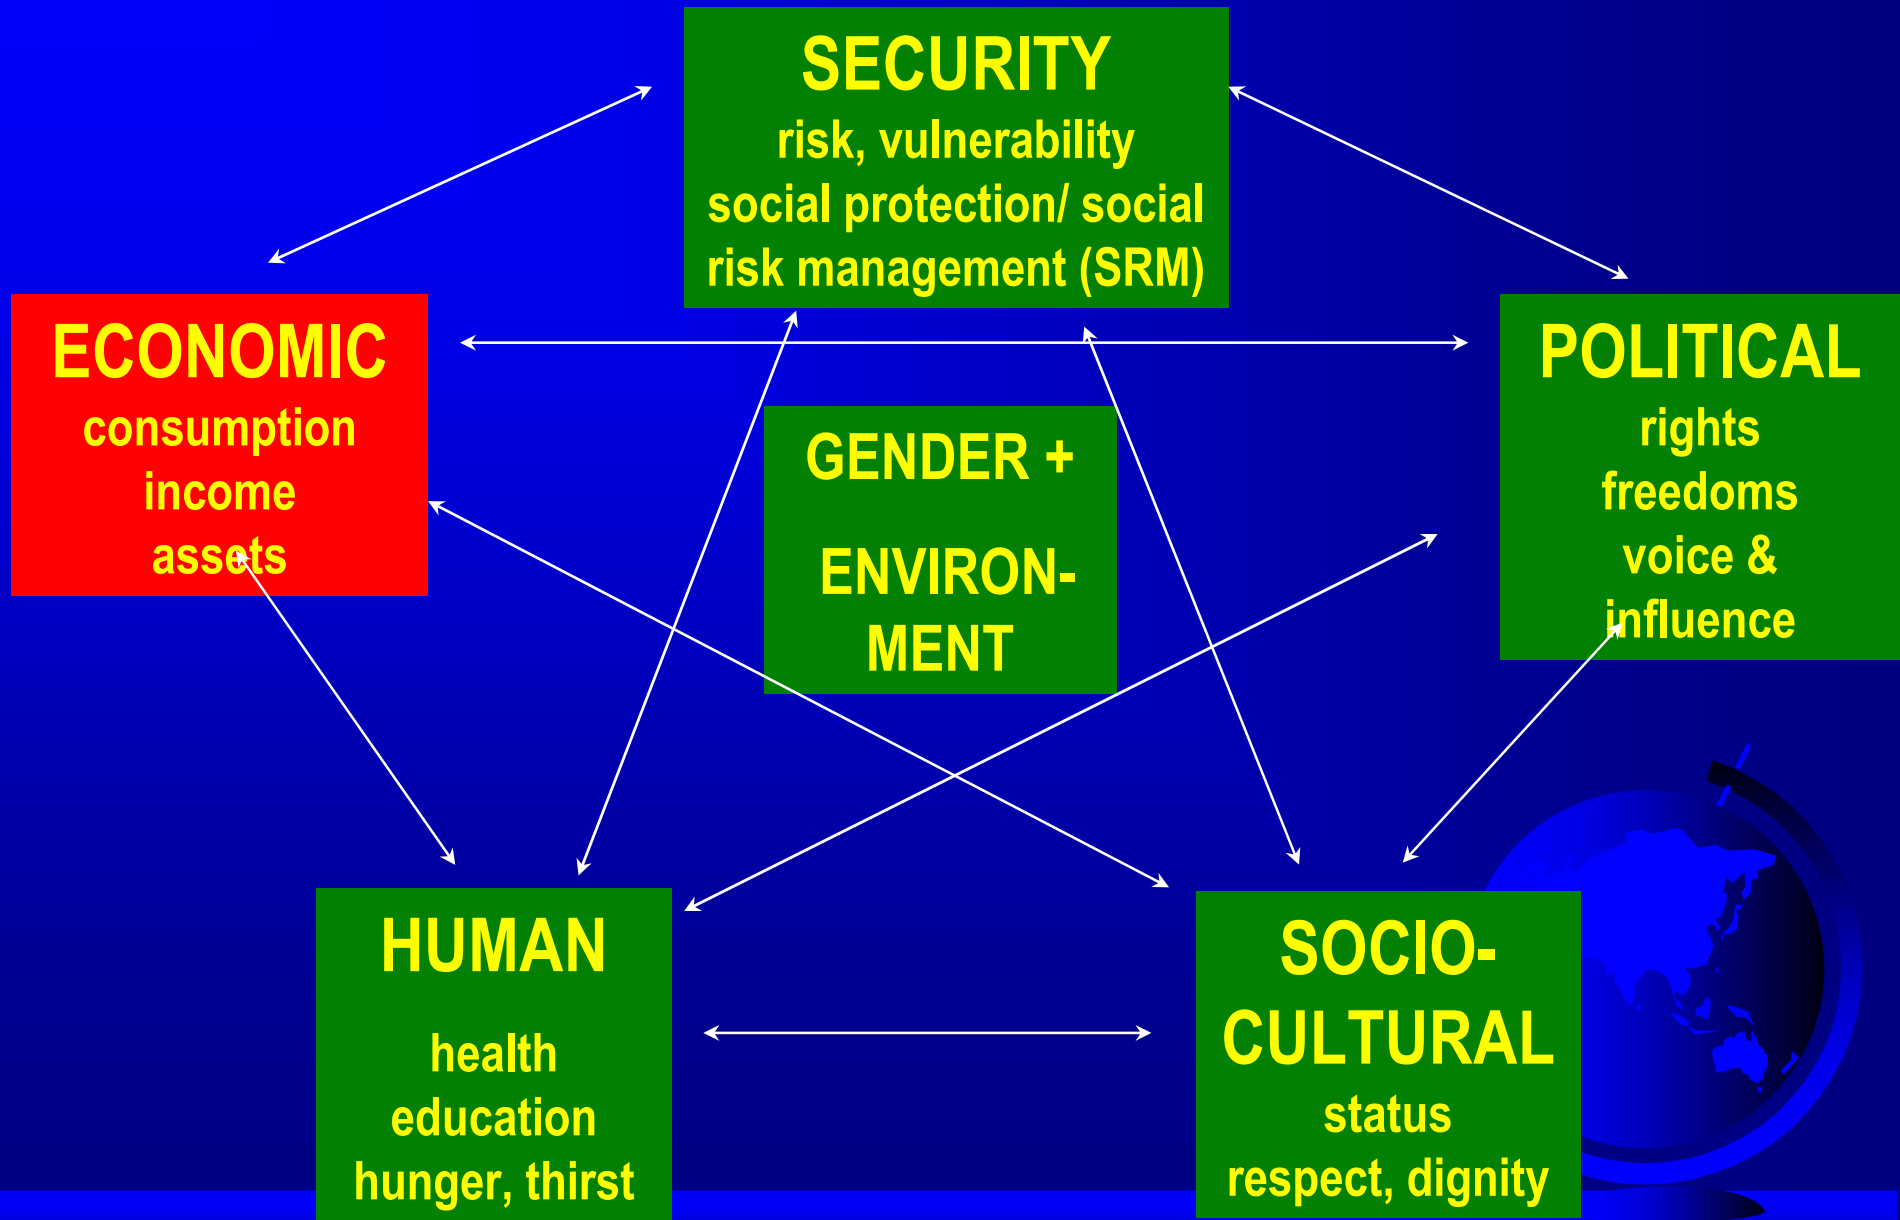 SECURITY
risk, vulnerability
social protection/ social
risk management (SRM)
ECONOMIC
consumption
income
assets
GENDER +
ENVIRON-
MENT
POLITICAL
rights
freedoms
voice &
influence
HUMAN
health
education
hunger, thirst
SOCIO-
CULTURAL
status
respect, dignity